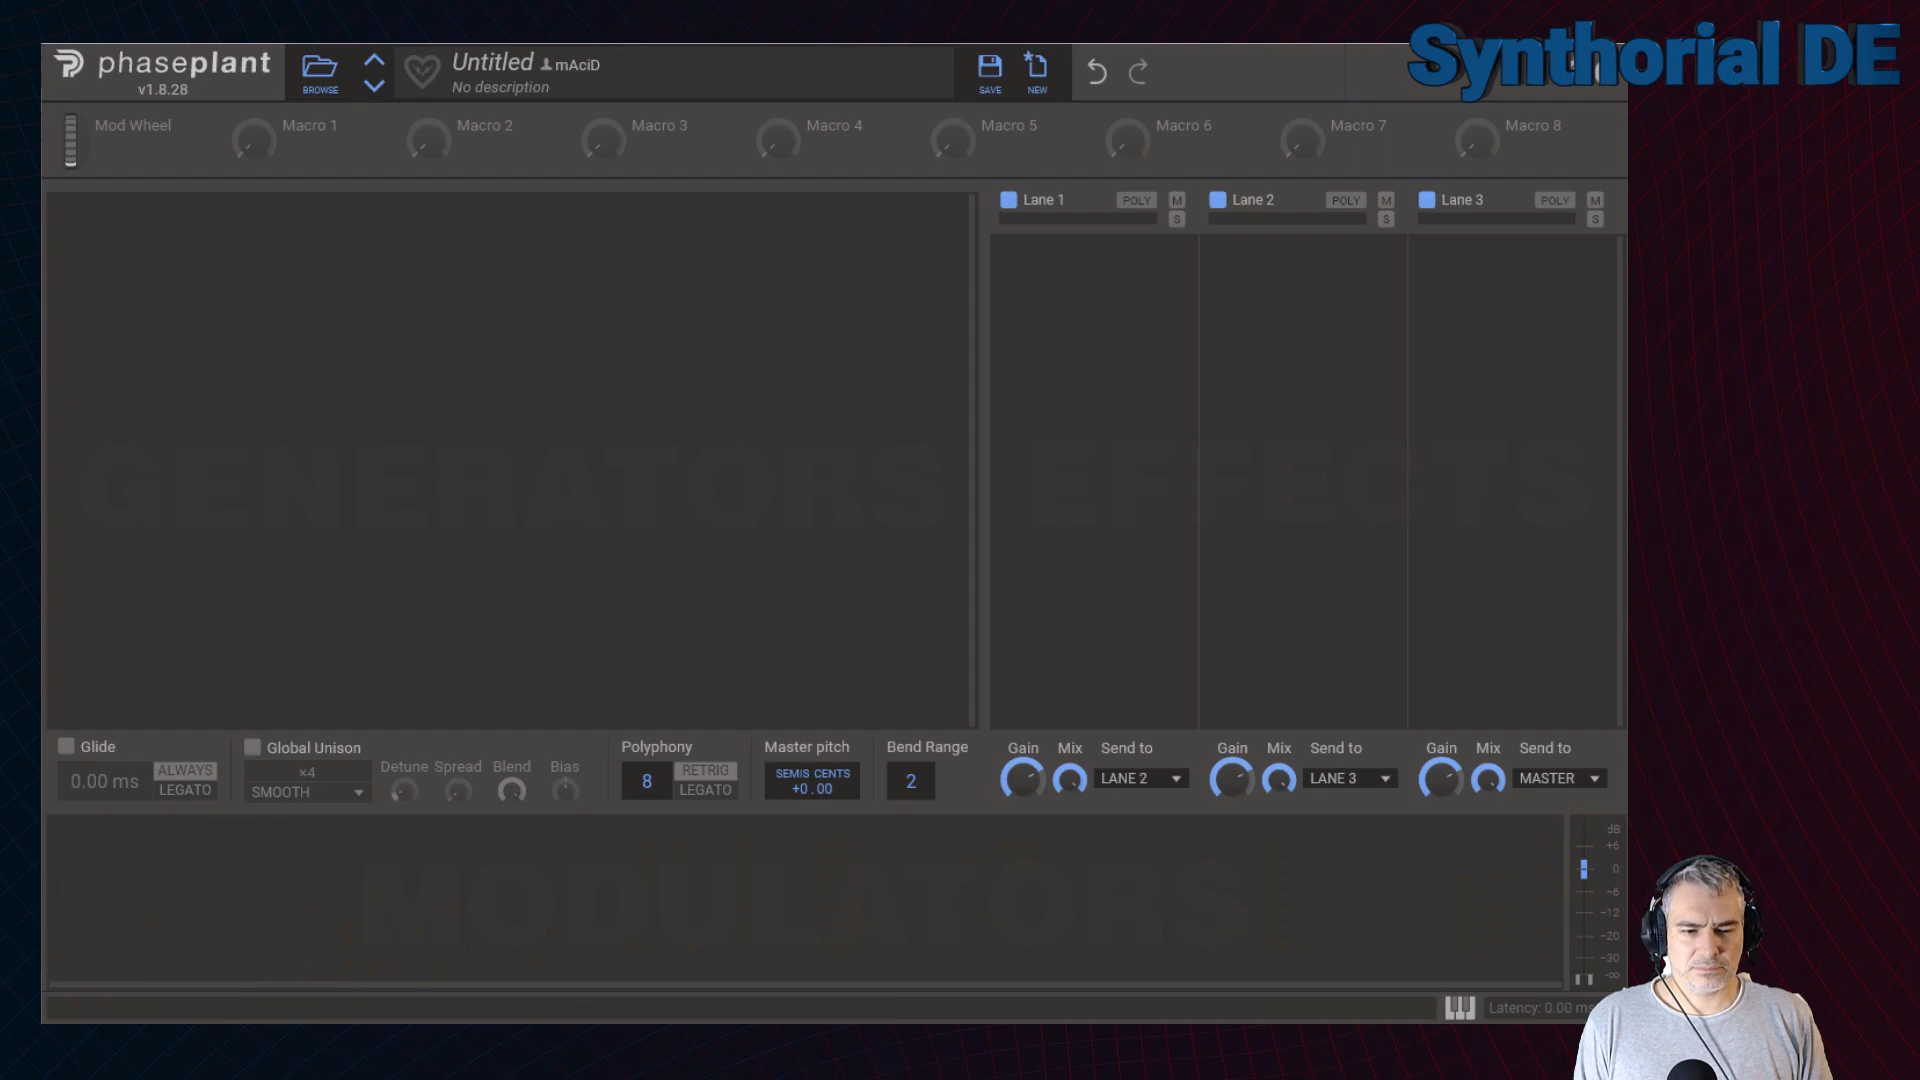 Synthorial DE
phaseplant
v1.8.28
BROWSE
Untitled mAciD
No description
SAVE
NEW
Mod Wheel
Macro 1
Macro 2
Macro 3
Macro 4
Macro 5
Macro 6
Macro 7
Macro 8
Lane 1 POLY M
S
Lane 2 POLY M
S
Lane 3 POLY M
S
GENERATORS
EFFECTS
Glide
0.00 ms
ALWAYS
LEGATO
Global Unison
×4
SMOOTH
Detune
Spread
Blend
Bias
Polyphony
8
RETRIG
LEGATO
Master pitch
SEMIS CENTS
+0.00
Bend Range
2
Gain Mix Send to
LANE 2
Gain Mix Send to
LANE 3
Gain Mix Send to
MASTER
MODULATORS
dB
+6
0
-6
-12
-20
-30
-∞
Latency: 0.00 ms